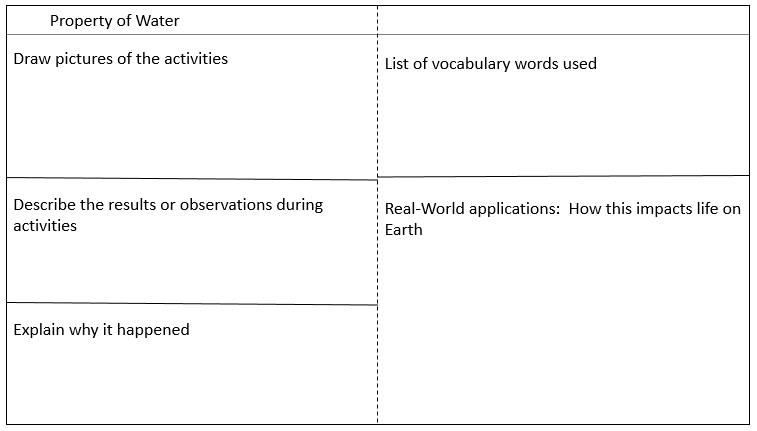 Property of Water
Draw pictures of the activities
List of vocabulary words used
Describe the results or observations during
activities
Real-World applications:  How this impacts life on
Earth
Explain why it happened